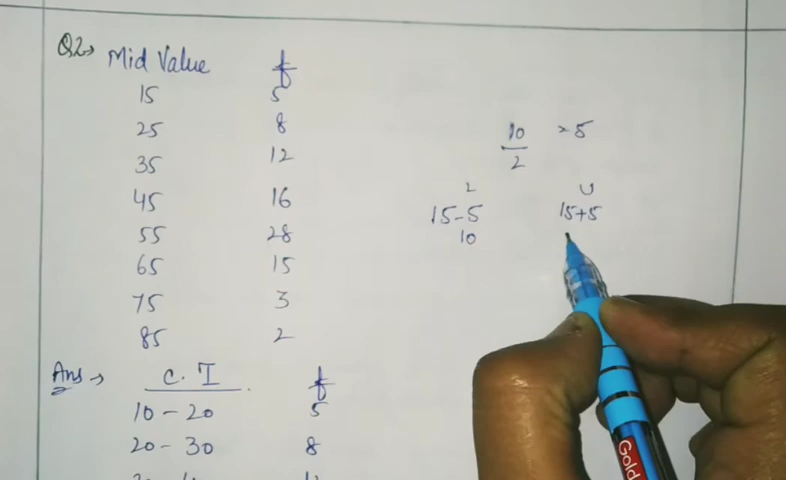 Q2→ Mid Value f
15 5
25 8
35 12
45 16
55 28
65 15
75 3
85 2
10/2 = 5
L U
15-5 15+5
10
Ans→ C. I f
10-20 5
20-30 8
Gold